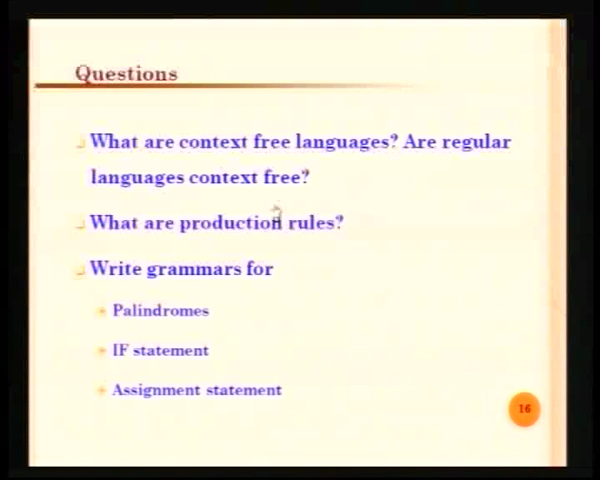 Questions
What are context free languages? Are regular
languages context free?
What are production rules?
Write grammars for
Palindromes
IF statement
Assignment statement
16